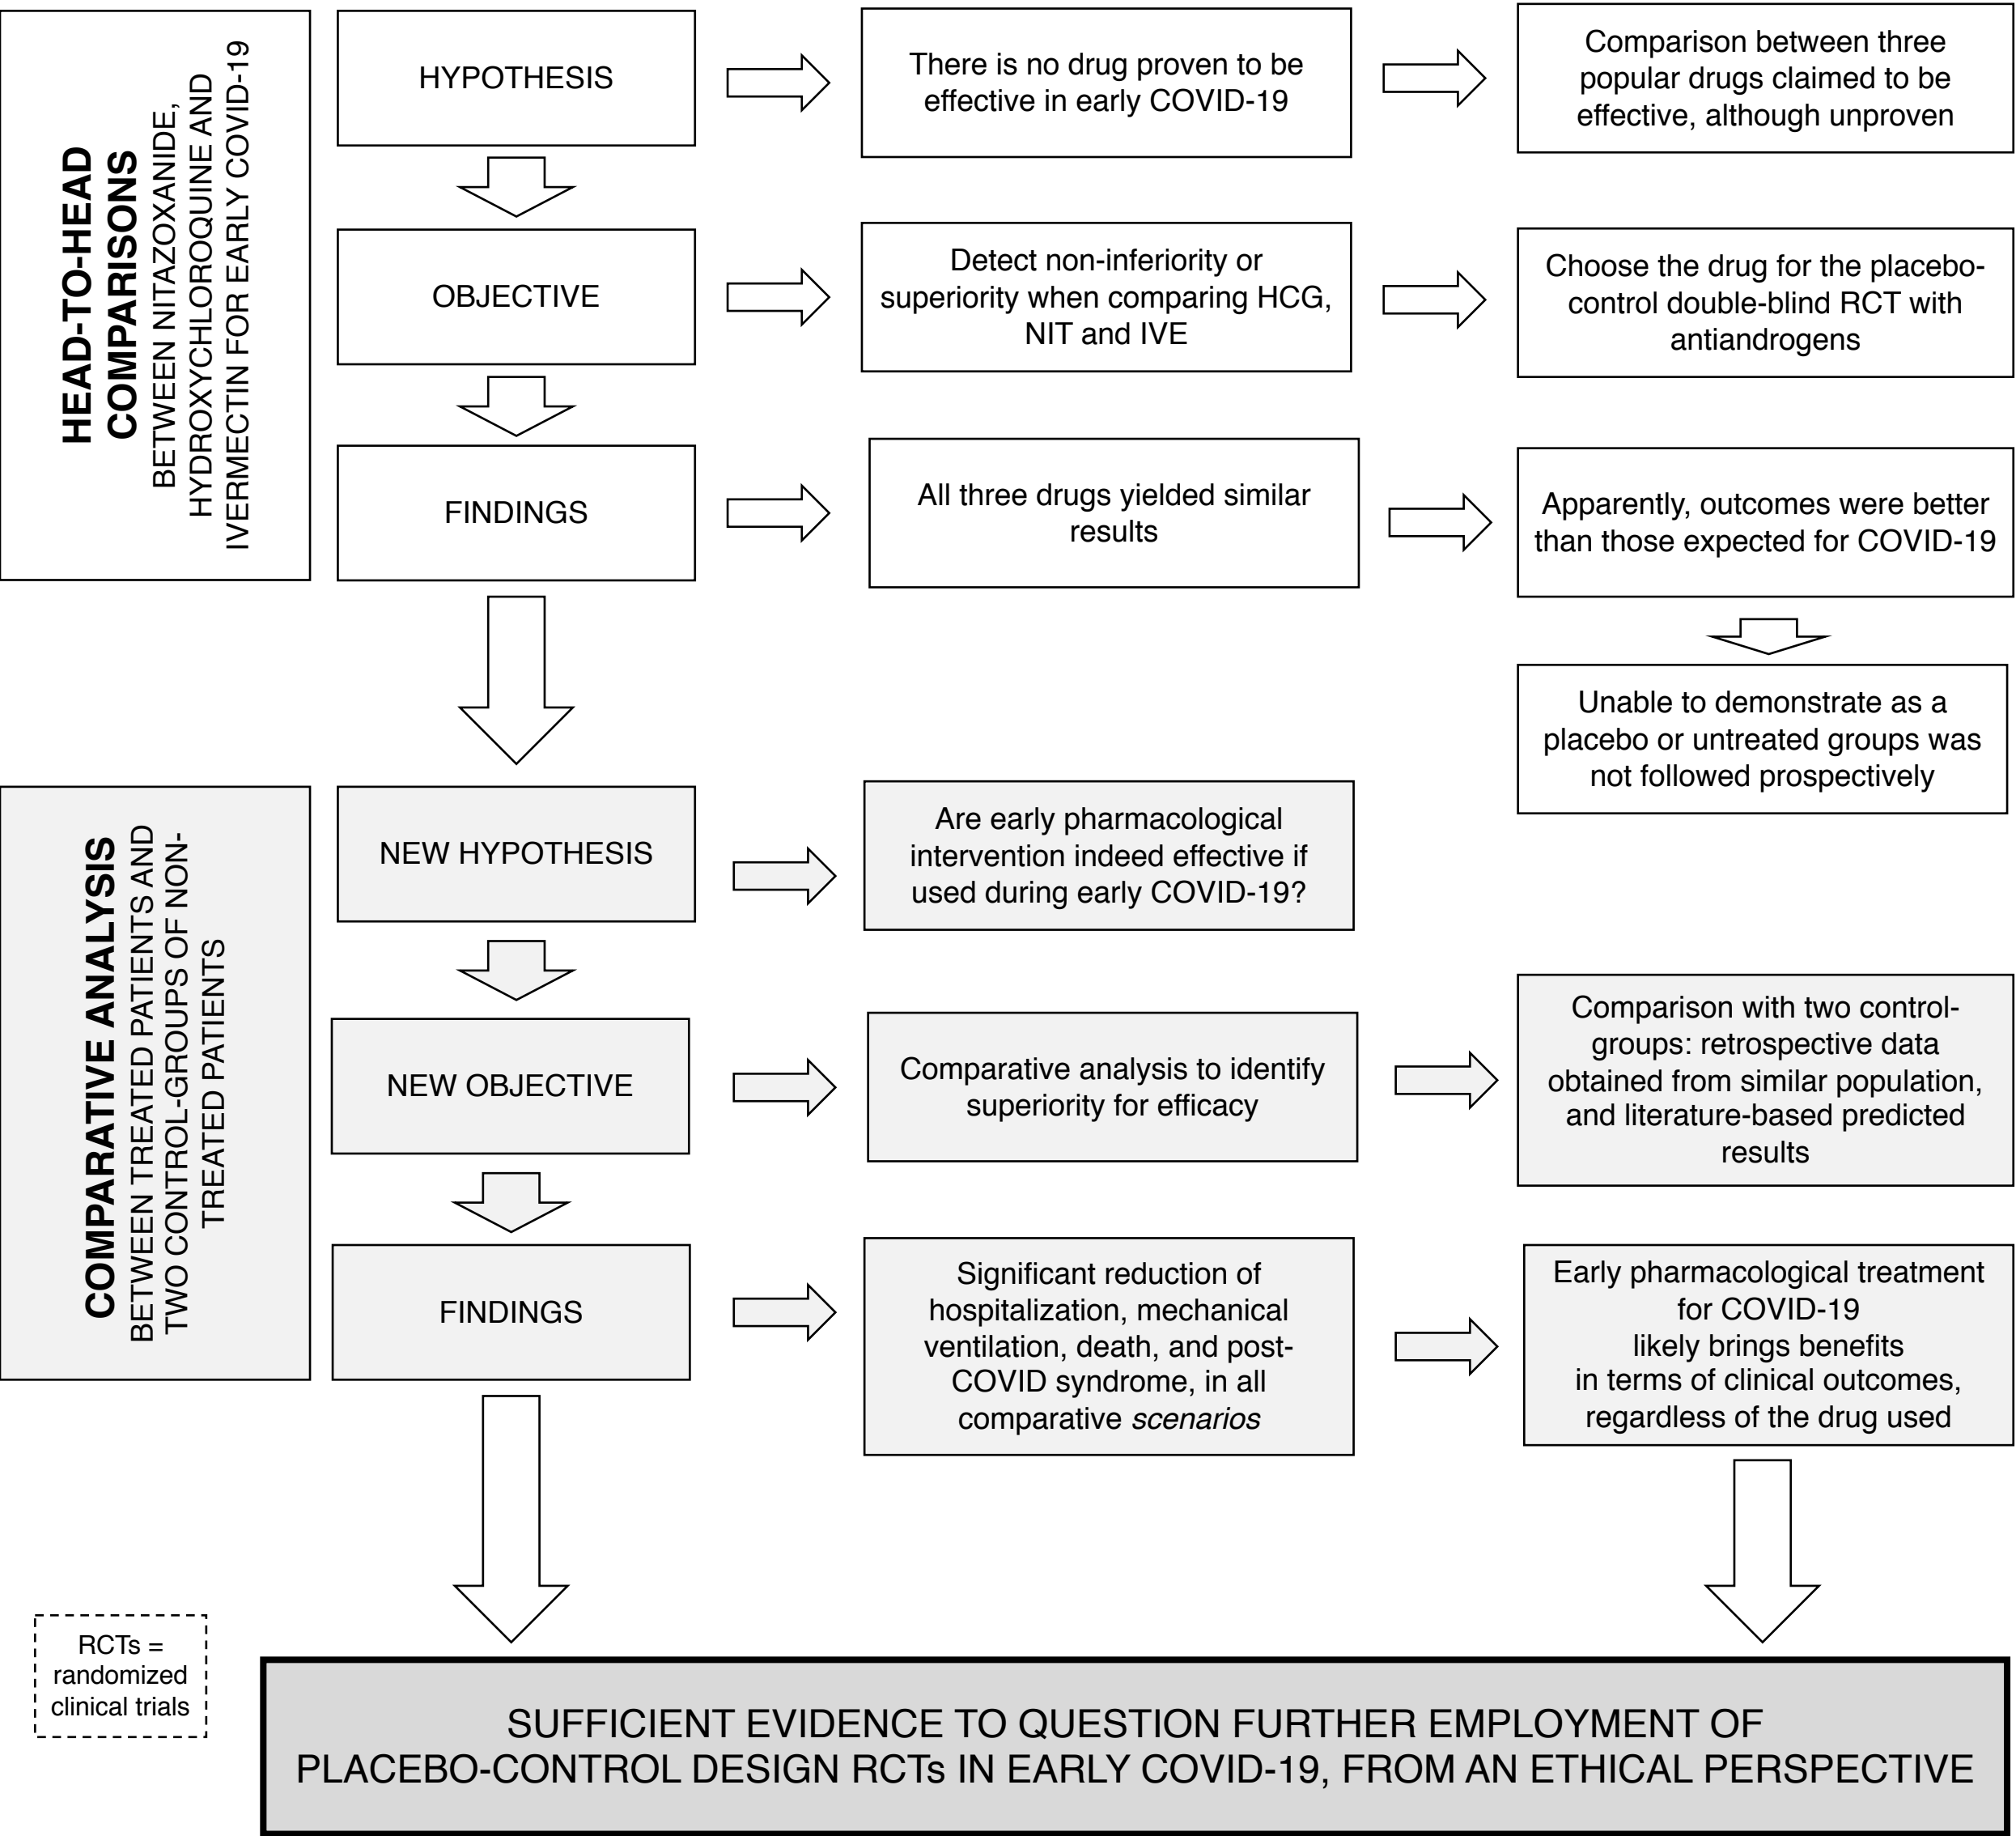 HEAD-TO-HEAD
COMPARISONS
BETWEEN NITAZOXANIDE,
HYDROXYCHLOROQUINE AND
IVERMECTIN FOR EARLY COVID-19
HYPOTHESIS
There is no drug proven to be
effective in early COVID-19
Comparison between three
popular drugs claimed to be
effective, although unproven
OBJECTIVE
Detect non-inferiority or
superiority when comparing HCG,
NIT and IVE
Choose the drug for the placebo-
control double-blind RCT with
antiandrogens
FINDINGS
All three drugs yielded similar
results
Apparently, outcomes were better
than those expected for COVID-19
Unable to demonstrate as a
placebo or untreated groups was
not followed prospectively
COMPARATIVE ANALYSIS
BETWEEN TREATED PATIENTS AND
TWO CONTROL-GROUPS OF NON-
TREATED PATIENTS
NEW HYPOTHESIS
Are early pharmacological
intervention indeed effective if
used during early COVID-19?
NEW OBJECTIVE
Comparative analysis to identify
superiority for efficacy
Comparison with two control-
groups: retrospective data
obtained from similar population,
and literature-based predicted
results
FINDINGS
Significant reduction of
hospitalization, mechanical
ventilation, death, and post-
COVID syndrome, in all
comparative scenarios
Early pharmacological treatment
for COVID-19
likely brings benefits
in terms of clinical outcomes,
regardless of the drug used
RCTs =
randomized
clinical trials
SUFFICIENT EVIDENCE TO QUESTION FURTHER EMPLOYMENT OF
PLACEBO-CONTROL DESIGN RCTs IN EARLY COVID-19, FROM AN ETHICAL PERSPECTIVE